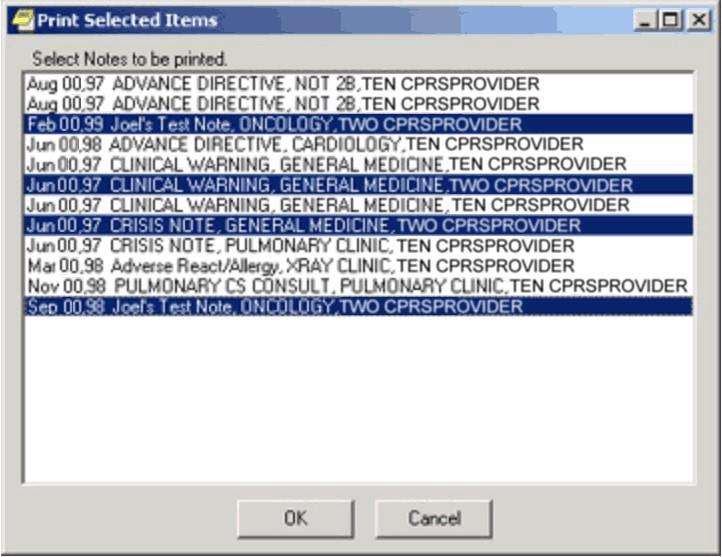 Print Selected Items
Select Notes to be printed.
Aug 00,97 ADVANCE DIRECTIVE, NOT 2B,TEN CPRSPROVIDER
Aug 00,97 ADVANCE DIRECTIVE, NOT 2B,TEN CPRSPROVIDER
Feb 00,99 Joel's Test Note, ONCOLOGY,TWO CPRSPROVIDER
Jun 00,98 ADVANCE DIRECTIVE, CARDIOLOGY,TEN CPRSPROVIDER
Jun 00,97 CLINICAL WARNING, GENERAL MEDICINE,TEN CPRSPROVIDER
Jun 00,97 CLINICAL WARNING, GENERAL MEDICINE,TWO CPRSPROVIDER
Jun 00,97 CLINICAL WARNING, GENERAL MEDICINE,TEN CPRSPROVIDER
Jun 00,97 CRISIS NOTE, GENERAL MEDICINE, TWO CPRSPROVIDER
Jun 00,97 CRISIS NOTE, PULMONARY CLINIC, TEN CPRSPROVIDER
Mar 00,98 Adverse React/Allergy, XRAY CLINIC, TEN CPRSPROVIDER
Nov 00,98 PULMONARY CS CONSULT, PULMONARY CLINIC,TEN CPRSPROVIDER
Sep 00,98 Joel's Test Note, ONCOLOGY,TWO CPRSPROVIDER
OK Cancel